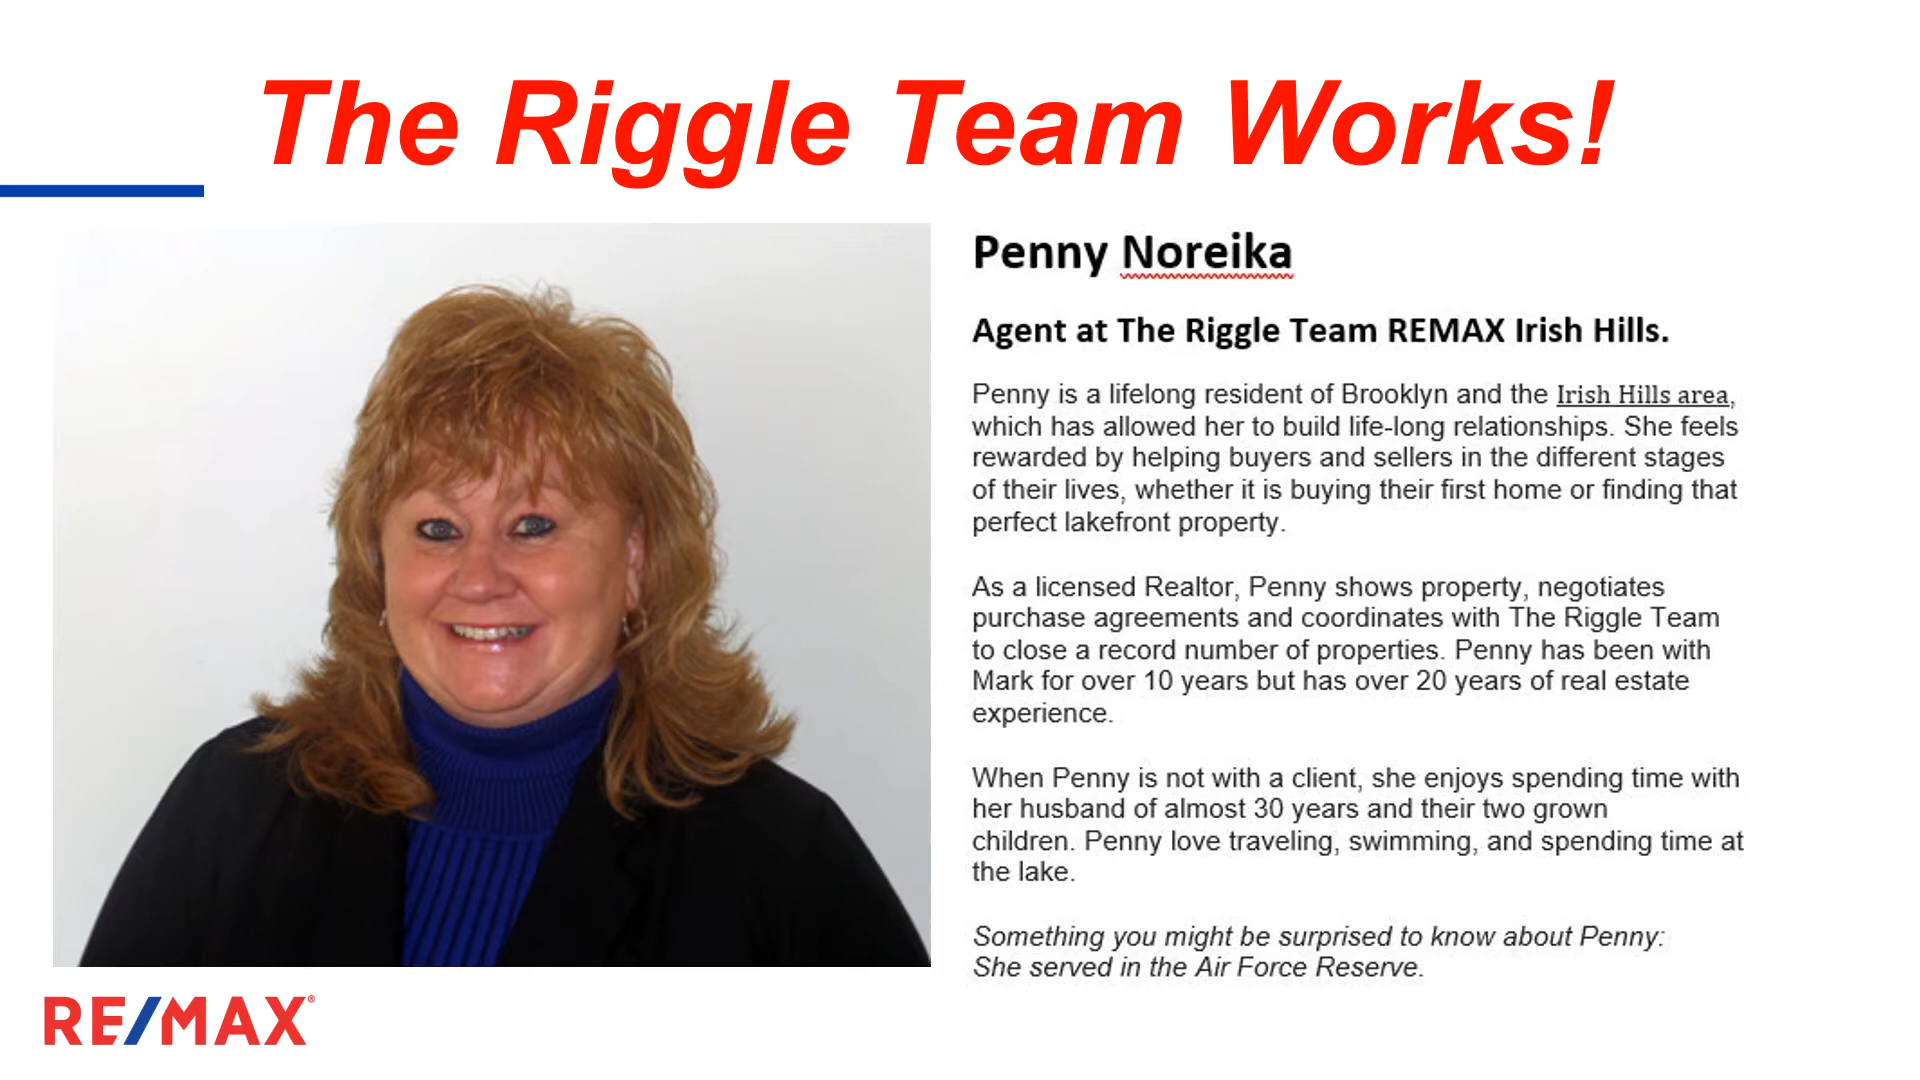 The Riggle Team Works!
Penny Noreika
Agent at The Riggle Team REMAX Irish Hills.
Penny is a lifelong resident of Brooklyn and the Irish Hills area,
which has allowed her to build life-long relationships. She feels
rewarded by helping buyers and sellers in the different stages
of their lives, whether it is buying their first home or finding that
perfect lakefront property.
As a licensed Realtor, Penny shows property, negotiates
purchase agreements and coordinates with The Riggle Team
to close a record number of properties. Penny has been with
Mark for over 10 years but has over 20 years of real estate
experience.
When Penny is not with a client, she enjoys spending time with
her husband of almost 30 years and their two grown
children. Penny love traveling, swimming, and spending time at
the lake.
Something you might be surprised to know about Penny:
She served in the Air Force Reserve.
RE/MAX®